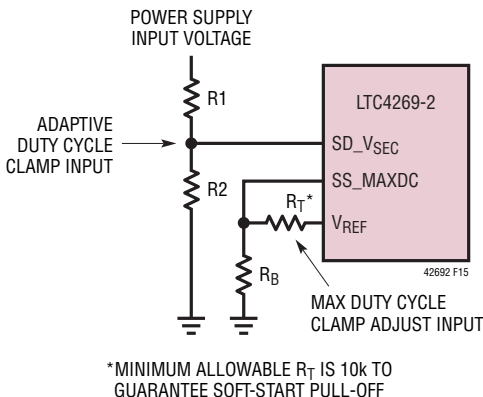 POWER SUPPLY
INPUT VOLTAGE
R1
LTC4269-2
ADAPTIVE
DUTY CYCLE
CLAMP INPUT
SD_VSEC
R2
SS_MAXDC
RT*
VREF
RB
42692 F15
MAX DUTY CYCLE
CLAMP ADJUST INPUT
*MINIMUM ALLOWABLE RT IS 10k TO
GUARANTEE SOFT-START PULL-OFF